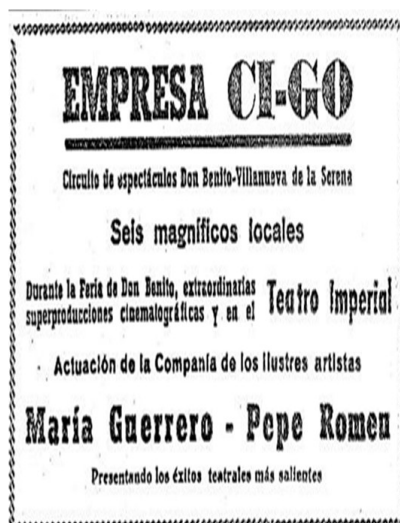 EMPRESA CI-GO
Circuito de espectáculos Don Benito-Villanueva de la Serena
Seis magníficos locales
Durante la Feria de Don Benito, extraordinarias
superproducciones cinematográficas y en el
Teatro Imperial
Actuación de la Compañía de los ilustres artistas
María Guerrero - Pepe Romeu
Presentando los éxitos teatrales más salientes